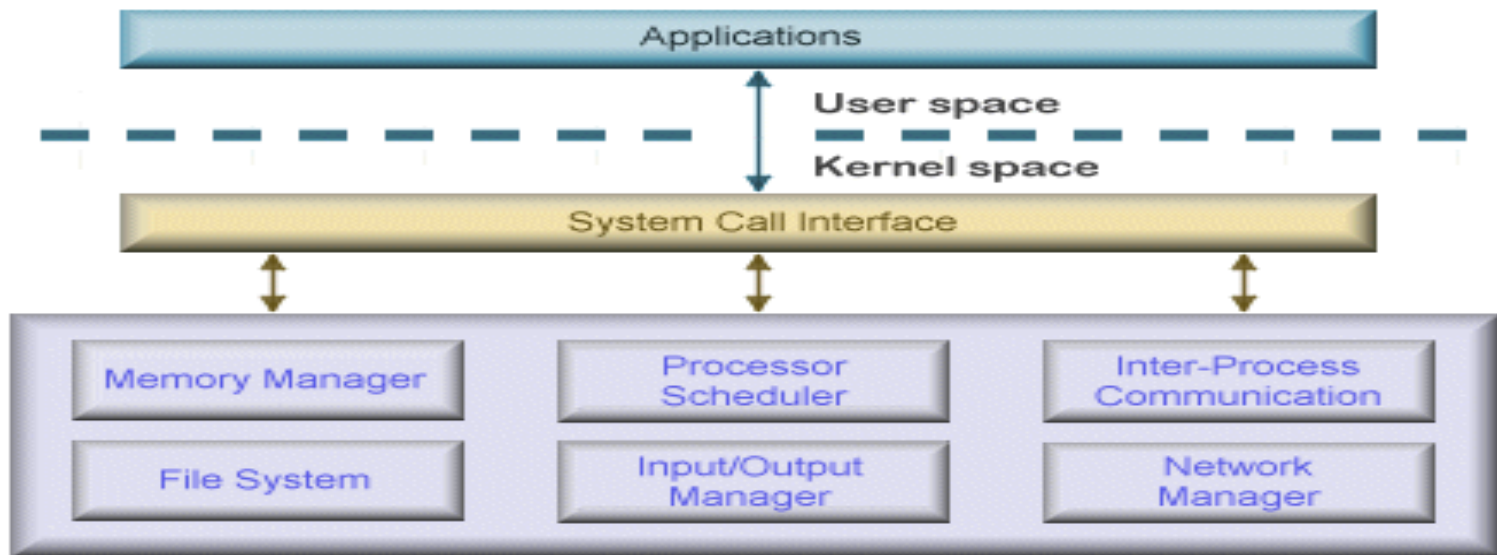 Applications
User space
Kernel space
System Call Interface
Memory Manager
Processor
Scheduler
Inter-Process
Communication
File System
Input/Output
Manager
Network
Manager